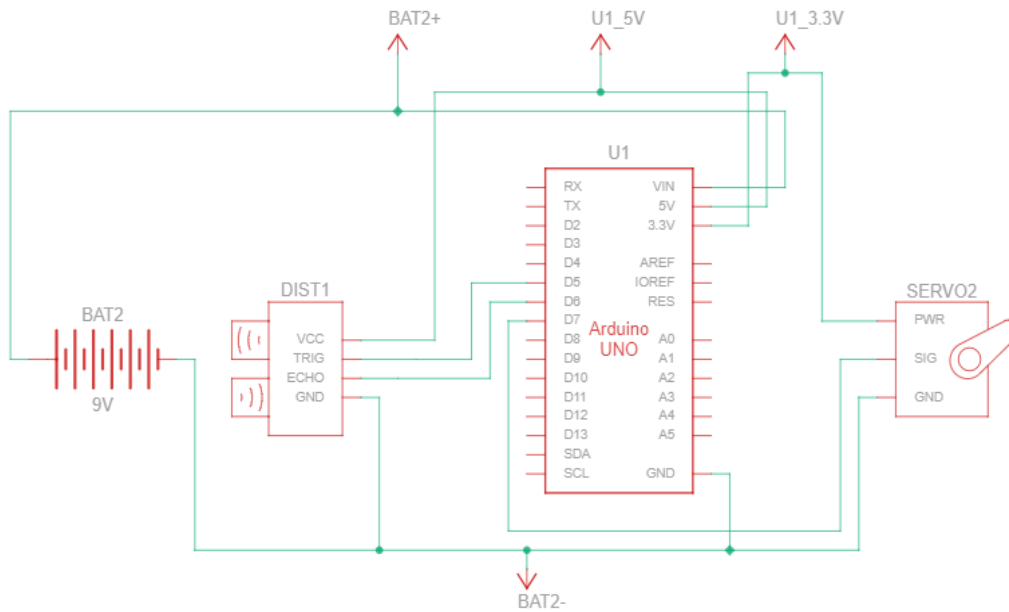 BAT2+
U1_5V
U1_3.3V
U1
RX
TX
D2
D3
D4
D5
D6
D7
D8
D9
D10
D11
D12
D13
SDA
SCL
VIN
5V
3.3V
AREF
IOREF
RES
A0
A1
A2
A3
A4
A5
GND
Arduino
UNO
DIST1
VCC
TRIG
ECHO
GND
BAT2
9V
SERVO2
PWR
SIG
GND
BAT2-